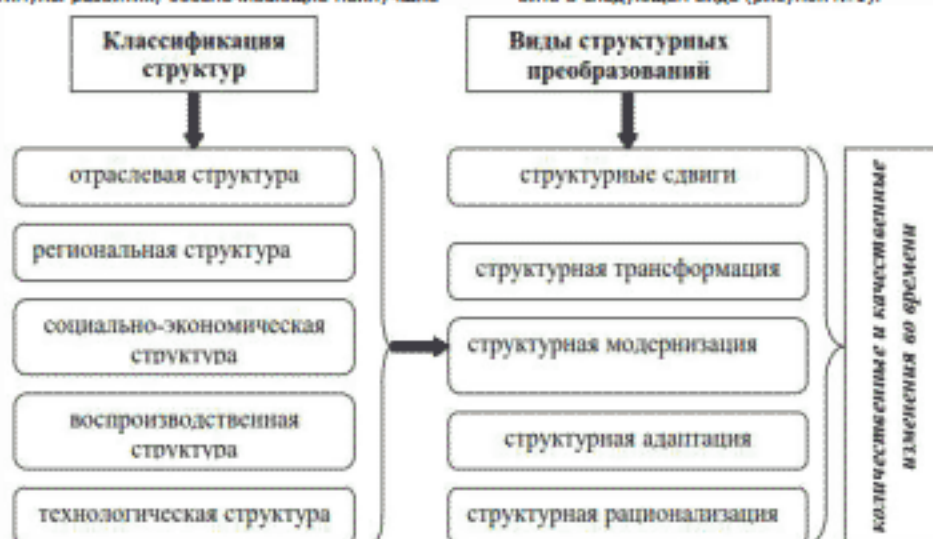 Классификация
структур
Виды структурных
преобразований
отраслевая структура
региональная структура
социально-экономическая
структура
воспроизводственная
структура
технологическая структура
структурные сдвиги
структурная трансформация
структурная модернизация
структурная адаптация
структурная рационализация
количественные и качественные
изменения во времени